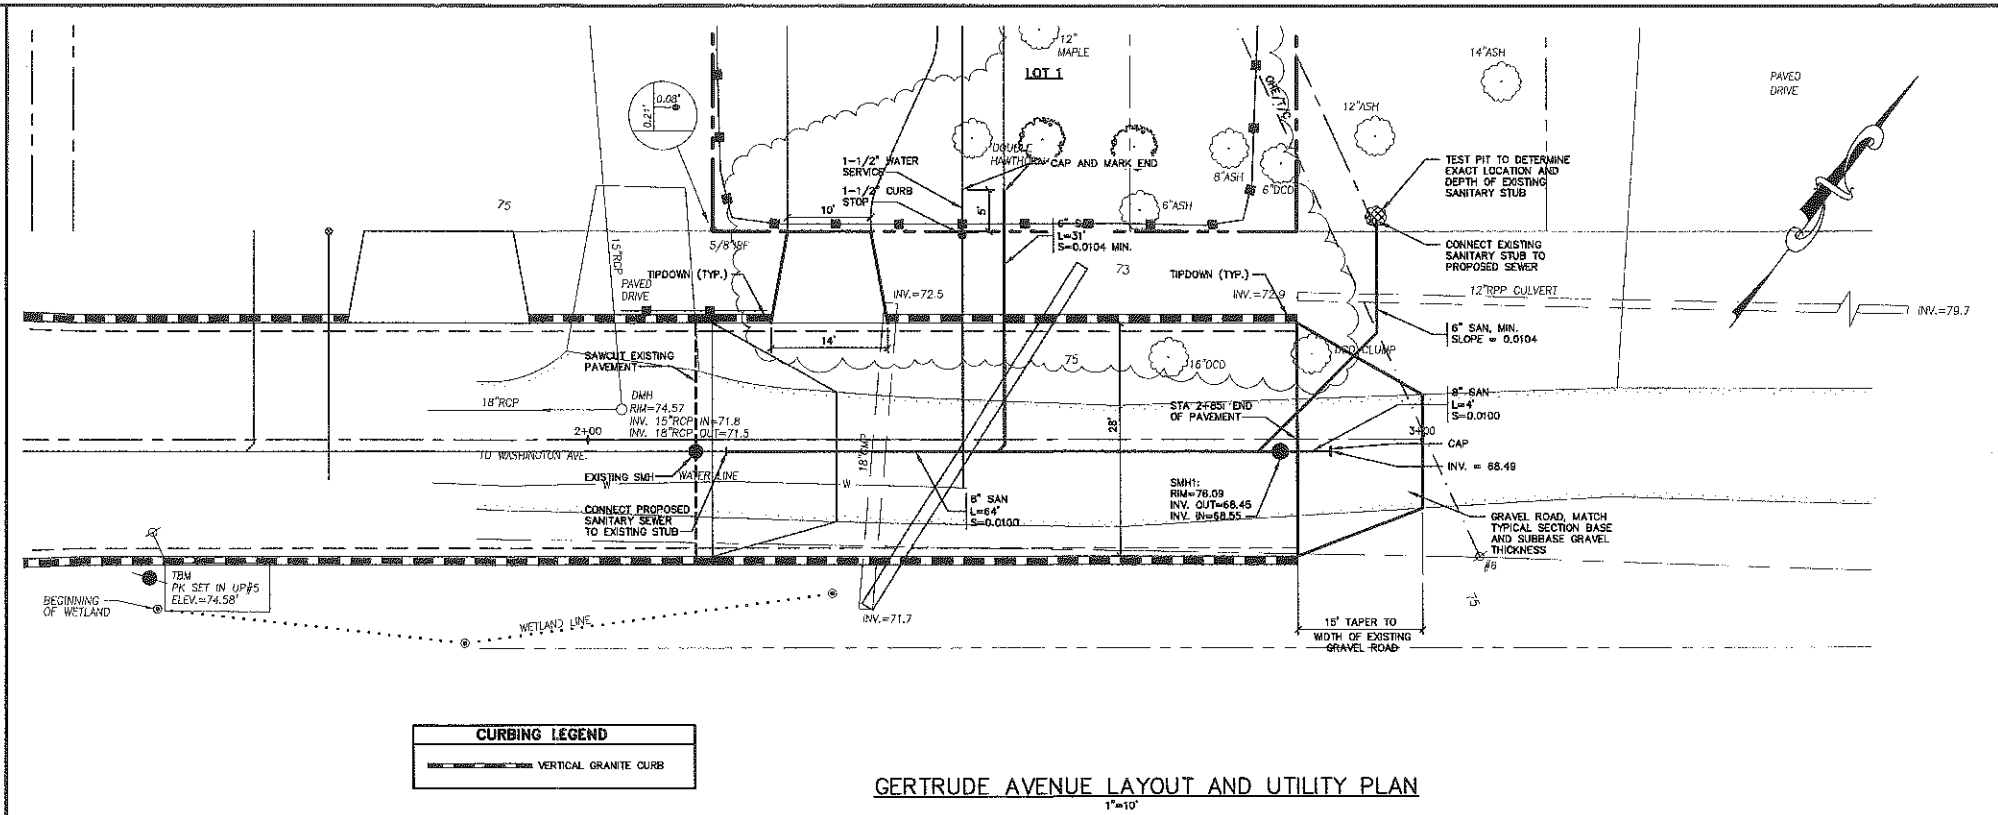 12"
MAPLE
LOT 1
14"ASH
PAVED
DRIVE
0.08'
0.21'
12"ASH
DOUBLE
HAWTHORN
CAP AND MARK END
1-1/2" WATER
SERVICE
1-1/2" CURB
STOP
8"ASH
6"DCD
6"ASH
TEST PIT TO DETERMINE
EXACT LOCATION AND
DEPTH OF EXISTING
SANITARY STUB
75
10'
5'
5/8"IRF
15"RCP
6" S
L=31'
S=0.0104 MIN.
CONNECT EXISTING
SANITARY STUB TO
PROPOSED SEWER
TIPDOWN (TYP.)
73
TIPDOWN (TYP.)
PAVED
DRIVE
INV.=72.5
INV.=72.9
12"RPP CULVERT
INV.=79.7
6" SAN, MIN.
SLOPE = 0.0104
14'
SAWCUT EXISTING
PAVEMENT
75
16"DCD
DCD CLUMP
18"RCP
DMH
RIM=74.57
INV. 15"RCP IN=71.8
INV. 18"RCP OUT=71.5
STA 2+85: END
OF PAVEMENT
8" SAN
L=4'
S=0.0100
2+00
28'
3+00
CAP
TO WASHINGTON AVE.
18"CMP
INV. = 68.49
EXISTING SMH
WATER LINE
W
W
SMH1:
RIM=76.09
INV. OUT=68.45
INV. IN=68.55
8" SAN
L=64'
S=0.0100
CONNECT PROPOSED
SANITARY SEWER
TO EXISTING STUB
GRAVEL ROAD, MATCH
TYPICAL SECTION BASE
AND SUBBASE GRAVEL
THICKNESS
#6
TBM
PK SET IN UP#5
ELEV.=74.58'
BEGINNING
OF WETLAND
WETLAND LINE
INV.=71.7
75
15' TAPER TO
WIDTH OF EXISTING
GRAVEL ROAD
CURBING LEGEND
VERTICAL GRANITE CURB
GERTRUDE AVENUE LAYOUT AND UTILITY PLAN
1"=10'